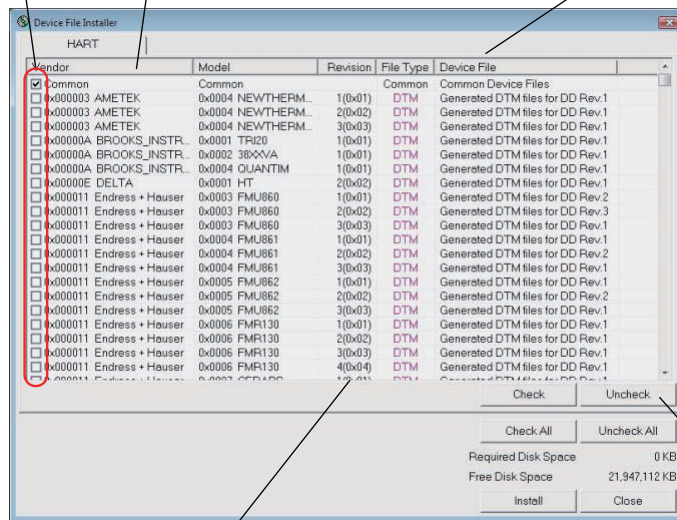 Device File Installer
HART
Vendor Model Revision File Type Device File
Common Common Common Common Device Files
0x000003 AMETEK 0x0004 NEWTHERM... 1(0x01) DTM Generated DTM files for DD Rev.1
0x000003 AMETEK 0x0004 NEWTHERM... 2(0x02) DTM Generated DTM files for DD Rev.1
0x000003 AMETEK 0x0004 NEWTHERM... 3(0x03) DTM Generated DTM files for DD Rev.1
0x00000A BROOKS_INSTR... 0x0001 TRI20 1(0x01) DTM Generated DTM files for DD Rev.1
0x00000A BROOKS_INSTR... 0x0002 38XXVA 1(0x01) DTM Generated DTM files for DD Rev.1
0x00000A BROOKS_INSTR... 0x0004 QUANTIM 1(0x01) DTM Generated DTM files for DD Rev.1
0x00000E DELTA 0x0001 HT 2(0x02) DTM Generated DTM files for DD Rev.1
0x000011 Endress + Hauser 0x0003 FMU860 1(0x01) DTM Generated DTM files for DD Rev.2
0x000011 Endress + Hauser 0x0003 FMU860 2(0x02) DTM Generated DTM files for DD Rev.3
0x000011 Endress + Hauser 0x0003 FMU860 3(0x03) DTM Generated DTM files for DD Rev.1
0x000011 Endress + Hauser 0x0004 FMU861 1(0x01) DTM Generated DTM files for DD Rev.1
0x000011 Endress + Hauser 0x0004 FMU861 2(0x02) DTM Generated DTM files for DD Rev.2
0x000011 Endress + Hauser 0x0004 FMU861 3(0x03) DTM Generated DTM files for DD Rev.1
0x000011 Endress + Hauser 0x0005 FMU862 1(0x01) DTM Generated DTM files for DD Rev.1
0x000011 Endress + Hauser 0x0005 FMU862 2(0x02) DTM Generated DTM files for DD Rev.2
0x000011 Endress + Hauser 0x0005 FMU862 3(0x03) DTM Generated DTM files for DD Rev.1
0x000011 Endress + Hauser 0x0006 FMR130 1(0x01) DTM Generated DTM files for DD Rev.1
0x000011 Endress + Hauser 0x0006 FMR130 2(0x02) DTM Generated DTM files for DD Rev.1
0x000011 Endress + Hauser 0x0006 FMR130 3(0x03) DTM Generated DTM files for DD Rev.1
0x000011 Endress + Hauser 0x0006 FMR130 4(0x04) DTM Generated DTM files for DD Rev.1
0x000011 Endress + Hauser 1(0x01) DTM Generated DTM files for DD Rev.1
Check Uncheck
Check All Uncheck All
Required Disk Space 0 KB
Free Disk Space 21,947,112 KB
Install Close